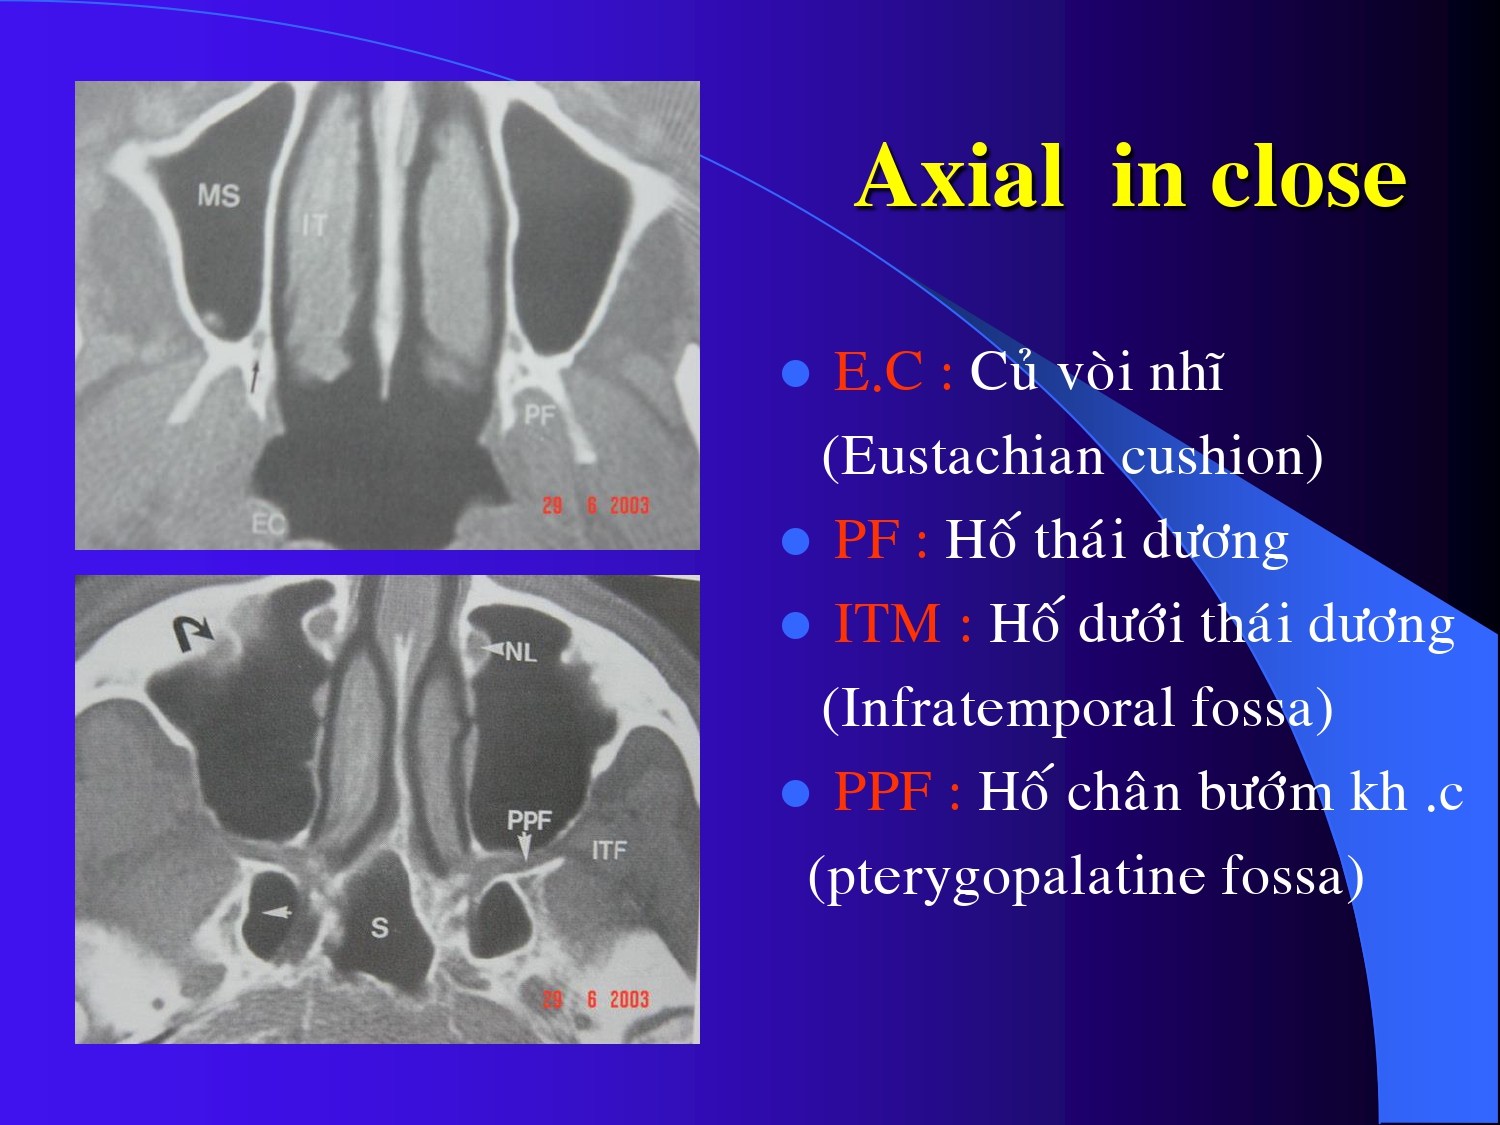 Axial in close
MS
IT
PF
29 6 2003
EC
NL
PPF
ITF
S
29 6 2003
E.C : Củ vòi nhĩ
(Eustachian cushion)
PF : Hố thái dương
ITM : Hố dưới thái dương
(Infratemporal fossa)
PPF : Hố chân bướm kh .c
(pterygopalatine fossa)